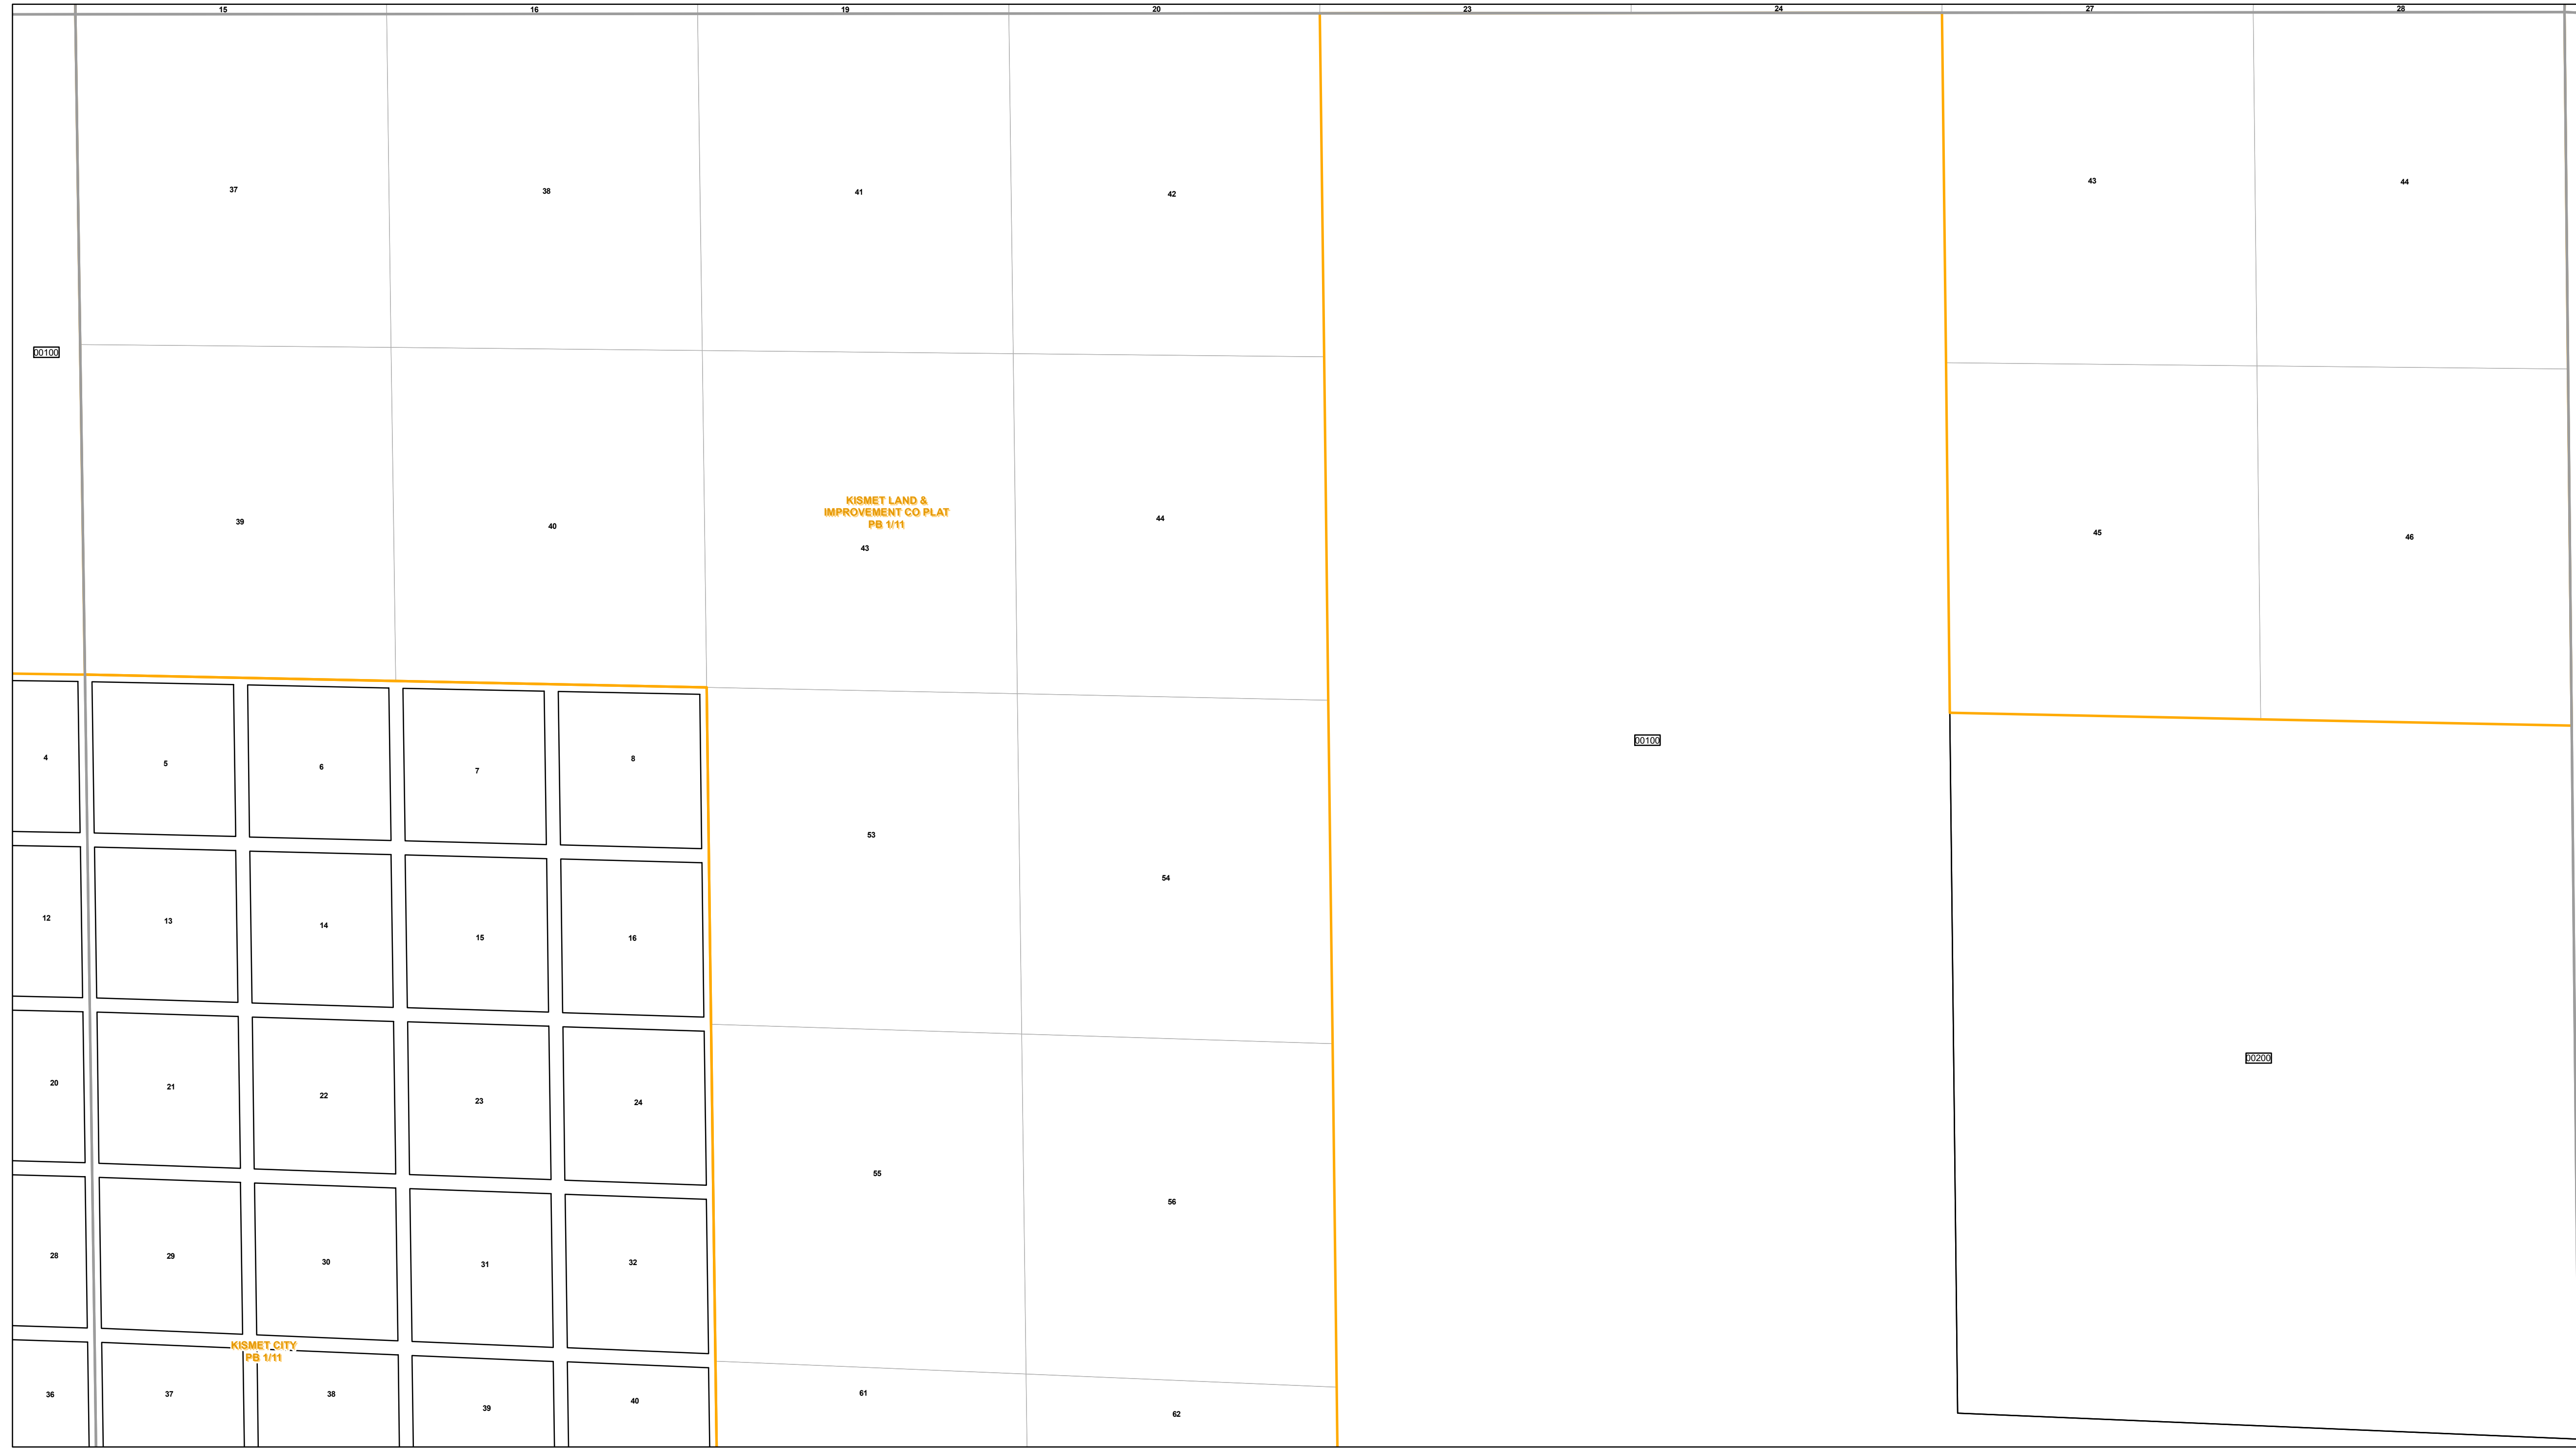 15 16 19 20 23 24 27 28
37 38 41 42 43 44
00100
39 40
KISMET LAND &
IMPROVEMENT CO PLAT
PB 1/11
43
44
45 46
00100
4 5 6 7 8
53
54
12 13 14 15 16
00200
20 21 22 23 24
55
56
28 29 30 31 32
KISMET CITY
PB 1/11
36 37 38 39 40
61
62